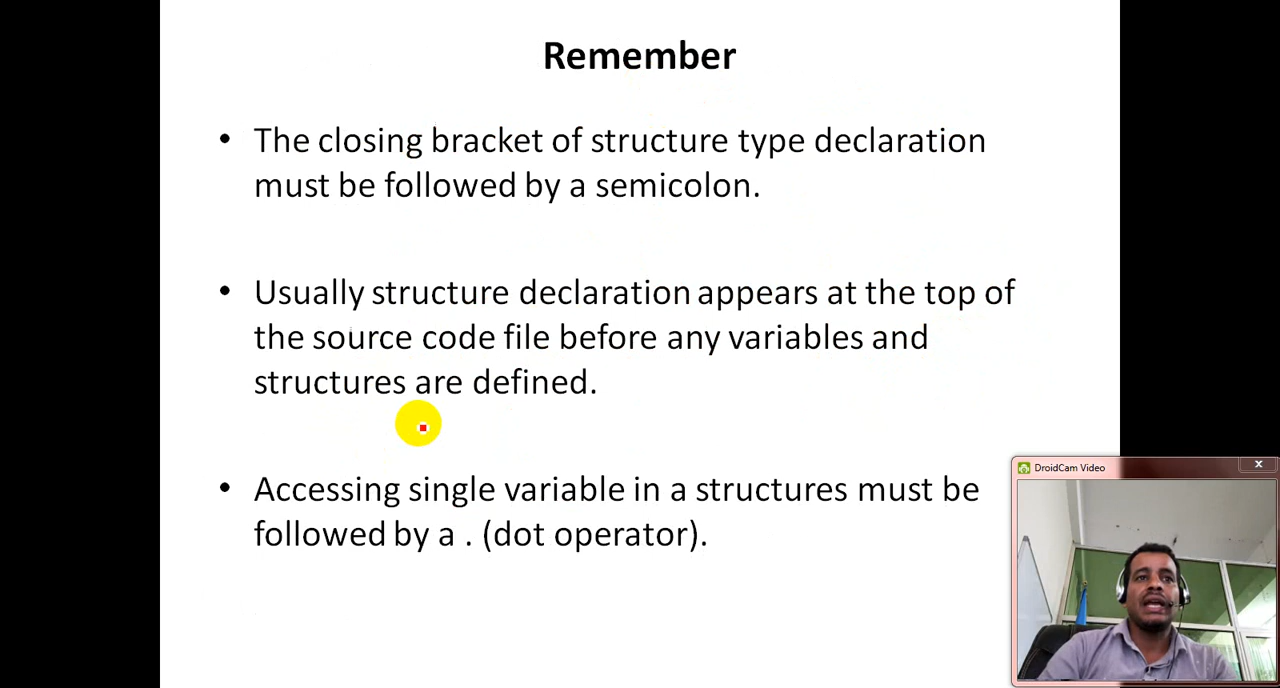 Remember
• The closing bracket of structure type declaration
must be followed by a semicolon.
• Usually structure declaration appears at the top of
the source code file before any variables and
structures are defined.
• Accessing single variable in a structures must be
followed by a . (dot operator).
DroidCam Video
x